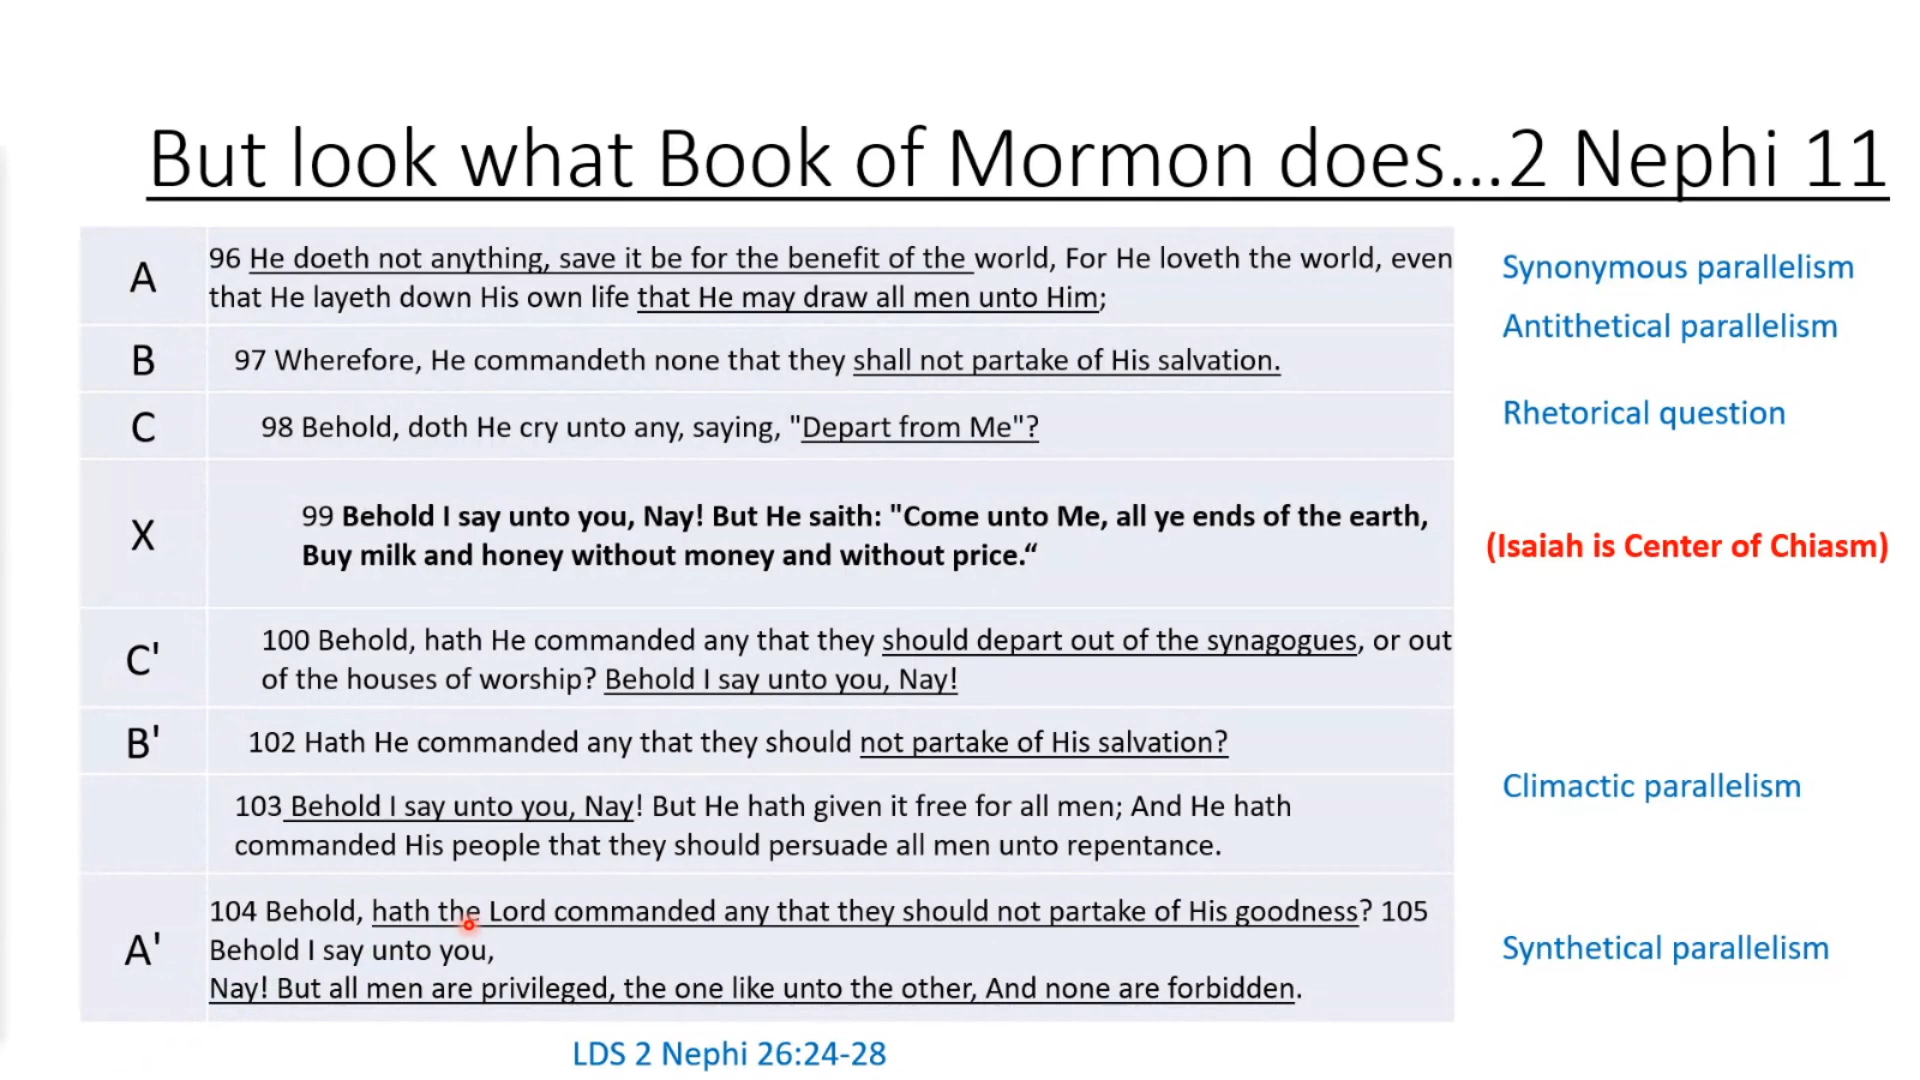 But look what Book of Mormon does...2 Nephi 11
A
96 He doeth not anything, save it be for the benefit of the world, For He loveth the world, even
that He layeth down His own life that He may draw all men unto Him;
Synonymous parallelism
Antithetical parallelism
B
97 Wherefore, He commandeth none that they shall not partake of His salvation.
C
98 Behold, doth He cry unto any, saying, "Depart from Me"?
Rhetorical question
X
99 Behold I say unto you, Nay! But He saith: "Come unto Me, all ye ends of the earth,
Buy milk and honey without money and without price.“
(Isaiah is Center of Chiasm)
C'
100 Behold, hath He commanded any that they should depart out of the synagogues, or out
of the houses of worship? Behold I say unto you, Nay!
B'
102 Hath He commanded any that they should not partake of His salvation?
103 Behold I say unto you, Nay! But He hath given it free for all men; And He hath
commanded His people that they should persuade all men unto repentance.
Climactic parallelism
A'
104 Behold, hath the Lord commanded any that they should not partake of His goodness? 105
Behold I say unto you,
Nay! But all men are privileged, the one like unto the other, And none are forbidden.
Synthetical parallelism
LDS 2 Nephi 26:24-28